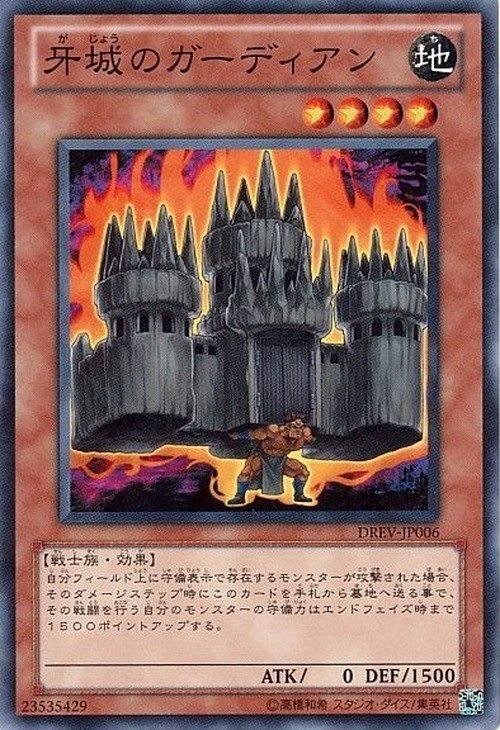 牙城のガーディアン
地
DREV-JP006
【戦士族・効果】
自分フィールド上に守備表示で存在するモンスターが攻撃された場合、
そのダメージステップ時にこのカードを手札から墓地へ送る事で、
その戦闘を行う自分のモンスターの守備力はエンドフェイズ時まで
１５００ポイントアップする。
ATK/ 0 DEF/1500
23535429 ©高橋和希 スタジオ・ダイス/集英社